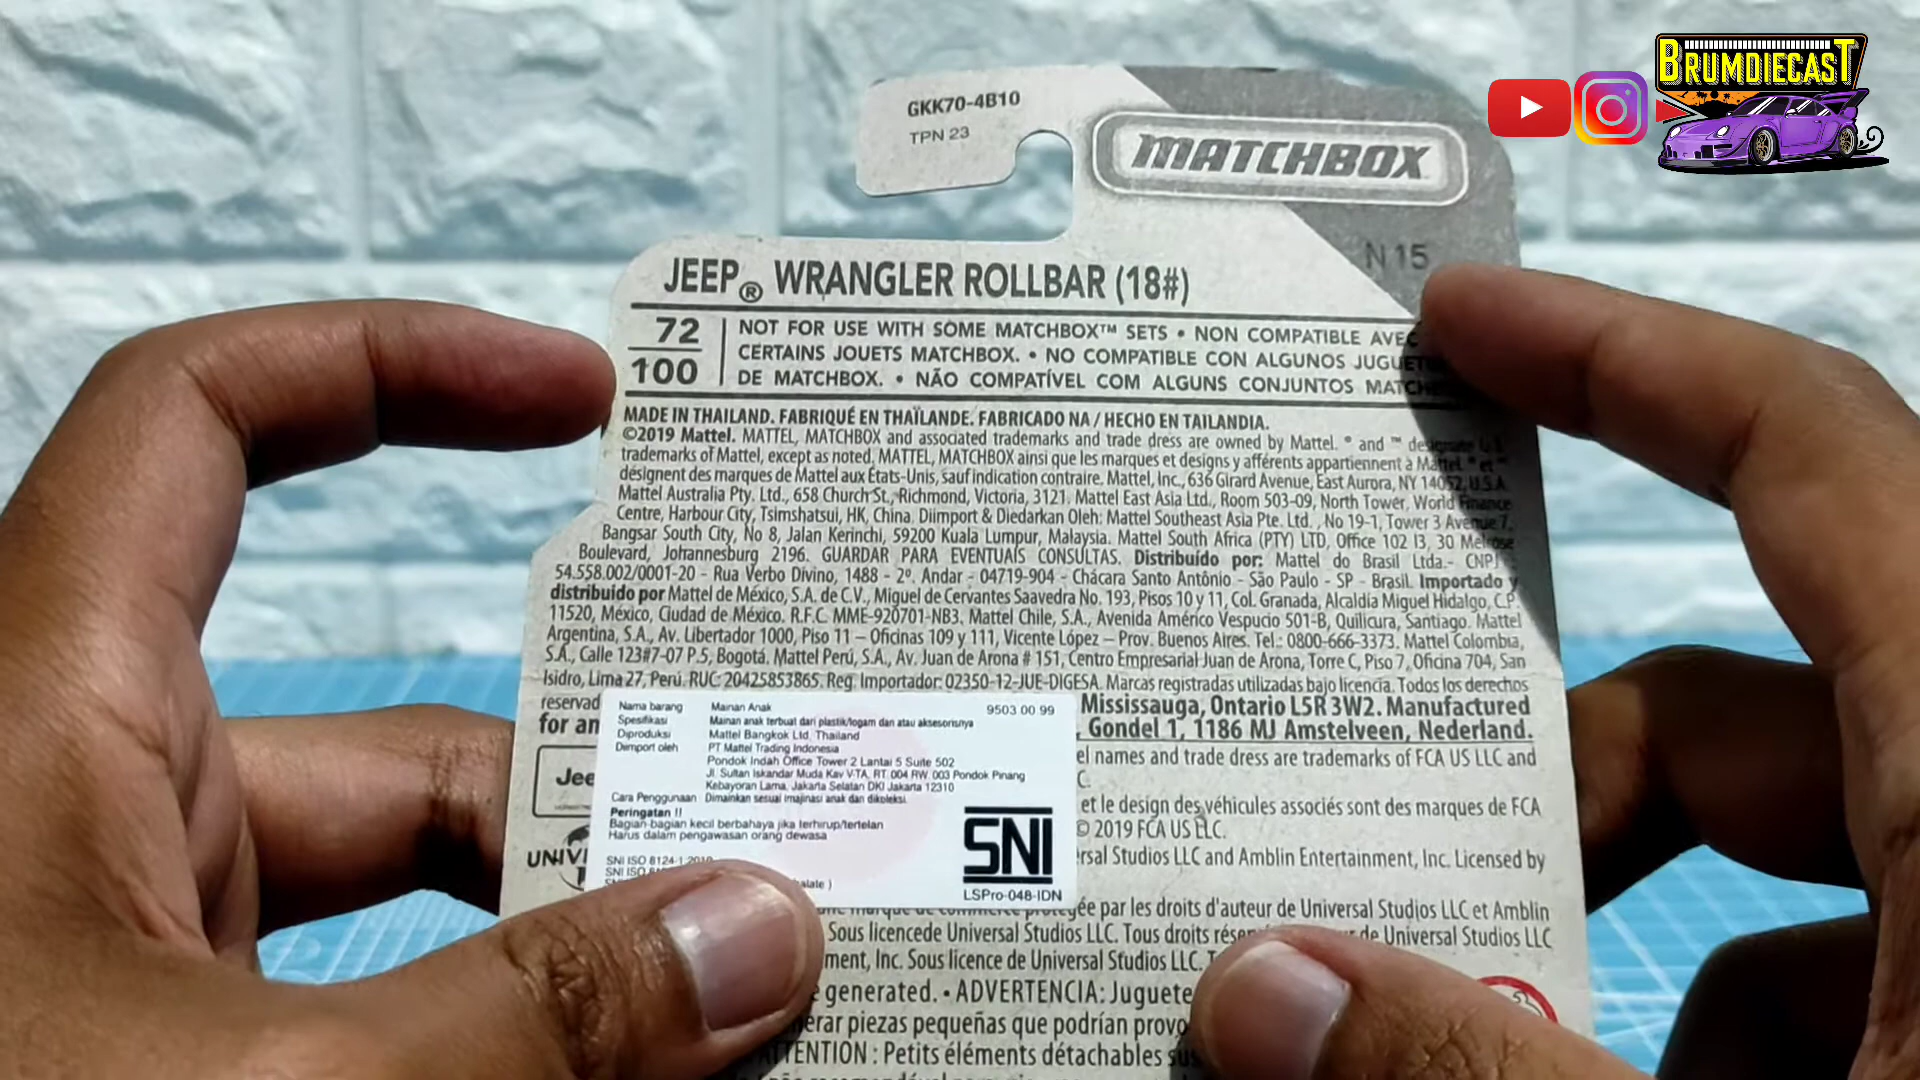 BRUMDIECAST
GKK70-4B10
TPN 23
MATCHBOX
N 15
JEEP® WRANGLER ROLLBAR (18#)
72
100
NOT FOR USE WITH SOME MATCHBOX™ SETS • NON COMPATIBLE AVEC
CERTAINS JOUETS MATCHBOX. • NO COMPATIBLE CON ALGUNOS JUGUET
DE MATCHBOX. • NÃO COMPATÍVEL COM ALGUNS CONJUNTOS MATCH
MADE IN THAILAND. FABRIQUÉ EN THAÏLANDE. FABRICADO NA / HECHO EN TAILANDIA.
©2019 Mattel. MATTEL, MATCHBOX and associated trademarks and trade dress are owned by Mattel. ® and ™ designate U.S.
trademarks of Mattel, except as noted. MATTEL, MATCHBOX ainsi que les marques et designs y afférents appartiennent à Mattel. ® et ™
désignent des marques de Mattel aux États-Unis, sauf indication contraire. Mattel, Inc., 636 Girard Avenue, East Aurora, NY 14052, U.S.A.
Mattel Australia Pty. Ltd., 658 Church St., Richmond, Victoria, 3121. Mattel East Asia Ltd., Room 503-09, North Tower, World Finance
Centre, Harbour City, Tsimshatsui, HK, China. Diimport & Diedarkan Oleh: Mattel Southeast Asia Pte. Ltd. , No 19-1, Tower 3 Avenue 7,
Bangsar South City, No 8, Jalan Kerinchi, 59200 Kuala Lumpur, Malaysia. Mattel South Africa (PTY) LTD, Office 102 I3, 30 Melrose
Boulevard, Johannesburg 2196. GUARDAR PARA EVENTUAIS CONSULTAS. Distribuído por: Mattel do Brasil Ltda.- CNPJ :
54.558.002/0001-20 - Rua Verbo Divino, 1488 - 2º. Andar - 04719-904 - Chácara Santo Antônio - São Paulo - SP - Brasil. Importado y
distribuido por Mattel de México, S.A. de C.V., Miguel de Cervantes Saavedra No. 193, Pisos 10 y 11, Col. Granada, Alcaldía Miguel Hidalgo, C.P.
11520, México, Ciudad de México. R.F.C. MME-920701-NB3. Mattel Chile, S.A., Avenida Américo Vespucio 501-B, Quilicura, Santiago. Mattel
Argentina, S.A., Av. Libertador 1000, Piso 11 – Oficinas 109 y 111, Vicente López – Prov. Buenos Aires. Tel.: 0800-666-3373. Mattel Colombia,
S.A., Calle 123#7-07 P.5, Bogotá. Mattel Perú, S.A., Av. Juan de Arona # 151, Centro Empresarial Juan de Arona, Torre C, Piso 7, Oficina 704, San
Isidro, Lima 27, Perú. RUC: 20425853865. Reg. Importador: 02350-12-JUE-DIGESA. Marcas registradas utilizadas bajo licencia. Todos los derechos
reservad
for an
Mississauga, Ontario L5R 3W2. Manufactured
Gondel 1, 1186 MJ Amstelveen, Nederland.
Jee
el names and trade dress are trademarks of FCA US LLC and
C.
et le design des véhicules associés sont des marques de FCA
© 2019 FCA US LLC.
UNIV
rsal Studios LLC and Amblin Entertainment, Inc. Licensed by
Nama barang Mainan Anak 9503 00 99
Spesifikasi Mainan anak terbuat dari plastik/logam dan atau aksesorisnya
Diproduksi Mattel Bangkok Ltd, Thailand
Diimport oleh PT Mattel Trading Indonesia
Pondok Indah Office Tower 2 Lantai 5 Suite 502
Jl. Sultan Iskandar Muda Kav V-TA, RT. 004 RW. 003 Pondok Pinang
Kebayoran Lama, Jakarta Selatan DKI Jakarta 12310
Cara Penggunaan Dimainkan sesuai imajinasi anak dan dikoleksi.
Peringatan !!
Bagian-bagian kecil berbahaya jika terhirup/tertelan
Harus dalam pengawasan orang dewasa
SNI ISO 8124-1:2010
SNI ISO
alate )
SNI
LSPro-048-IDN
une marque de commerce protégée par les droits d'auteur de Universal Studios LLC et Amblin
Sous licencede Universal Studios LLC. Tous droits réser de Universal Studios LLC
ment, Inc. Sous licence de Universal Studios LLC. T
e generated. • ADVERTENCIA: Juguete
erar piezas pequeñas que podrían provo
ATTENTION : Petits éléments détachables sus